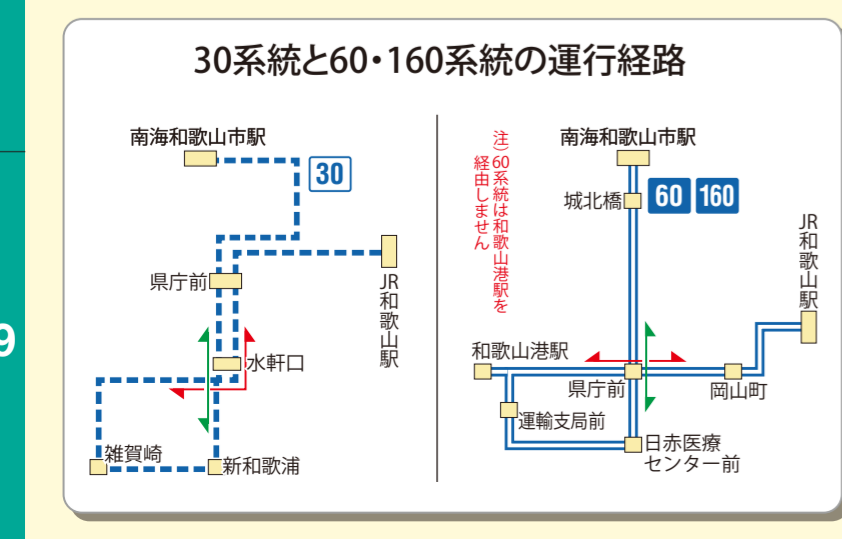 30系統と60・160系統の運行経路
9
南海和歌山市駅
30
県庁前
JR和歌山駅
水軒口
雑賀崎
新和歌浦
注）60系統は和歌山港駅を
経由しません
南海和歌山市駅
城北橋
60 160
JR和歌山駅
和歌山港駅
県庁前
岡山町
運輸支局前
日赤医療
センター前